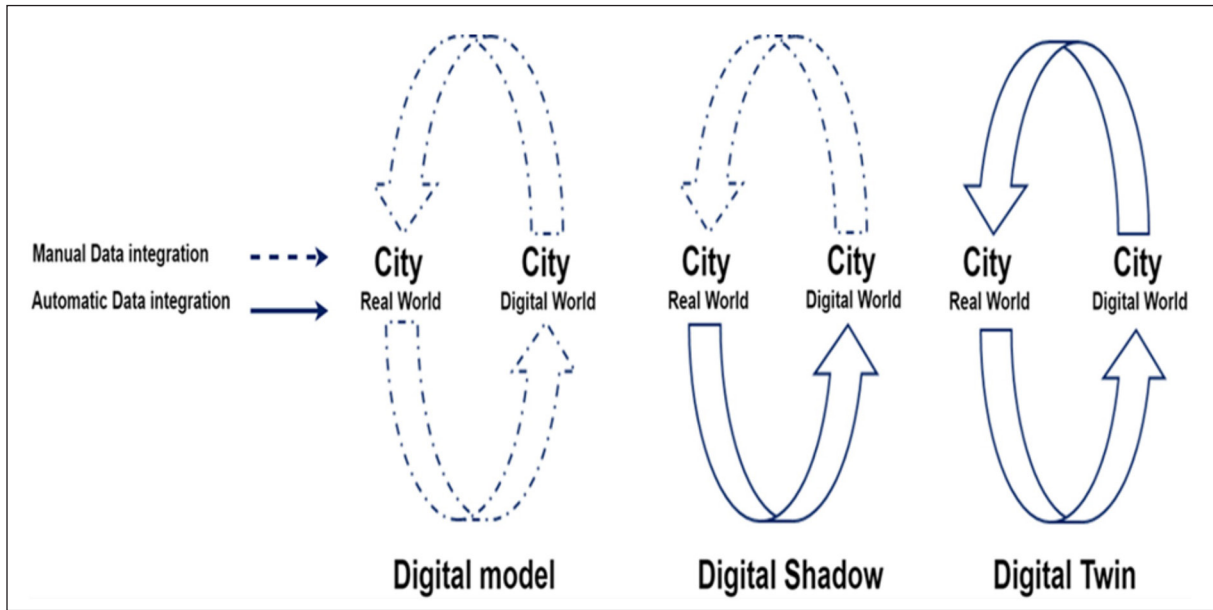 Manual Data integration
Automatic Data integration
City
Real World
City
Digital World
City
Real World
City
Digital World
City
Real World
City
Digital World
Digital model
Digital Shadow
Digital Twin